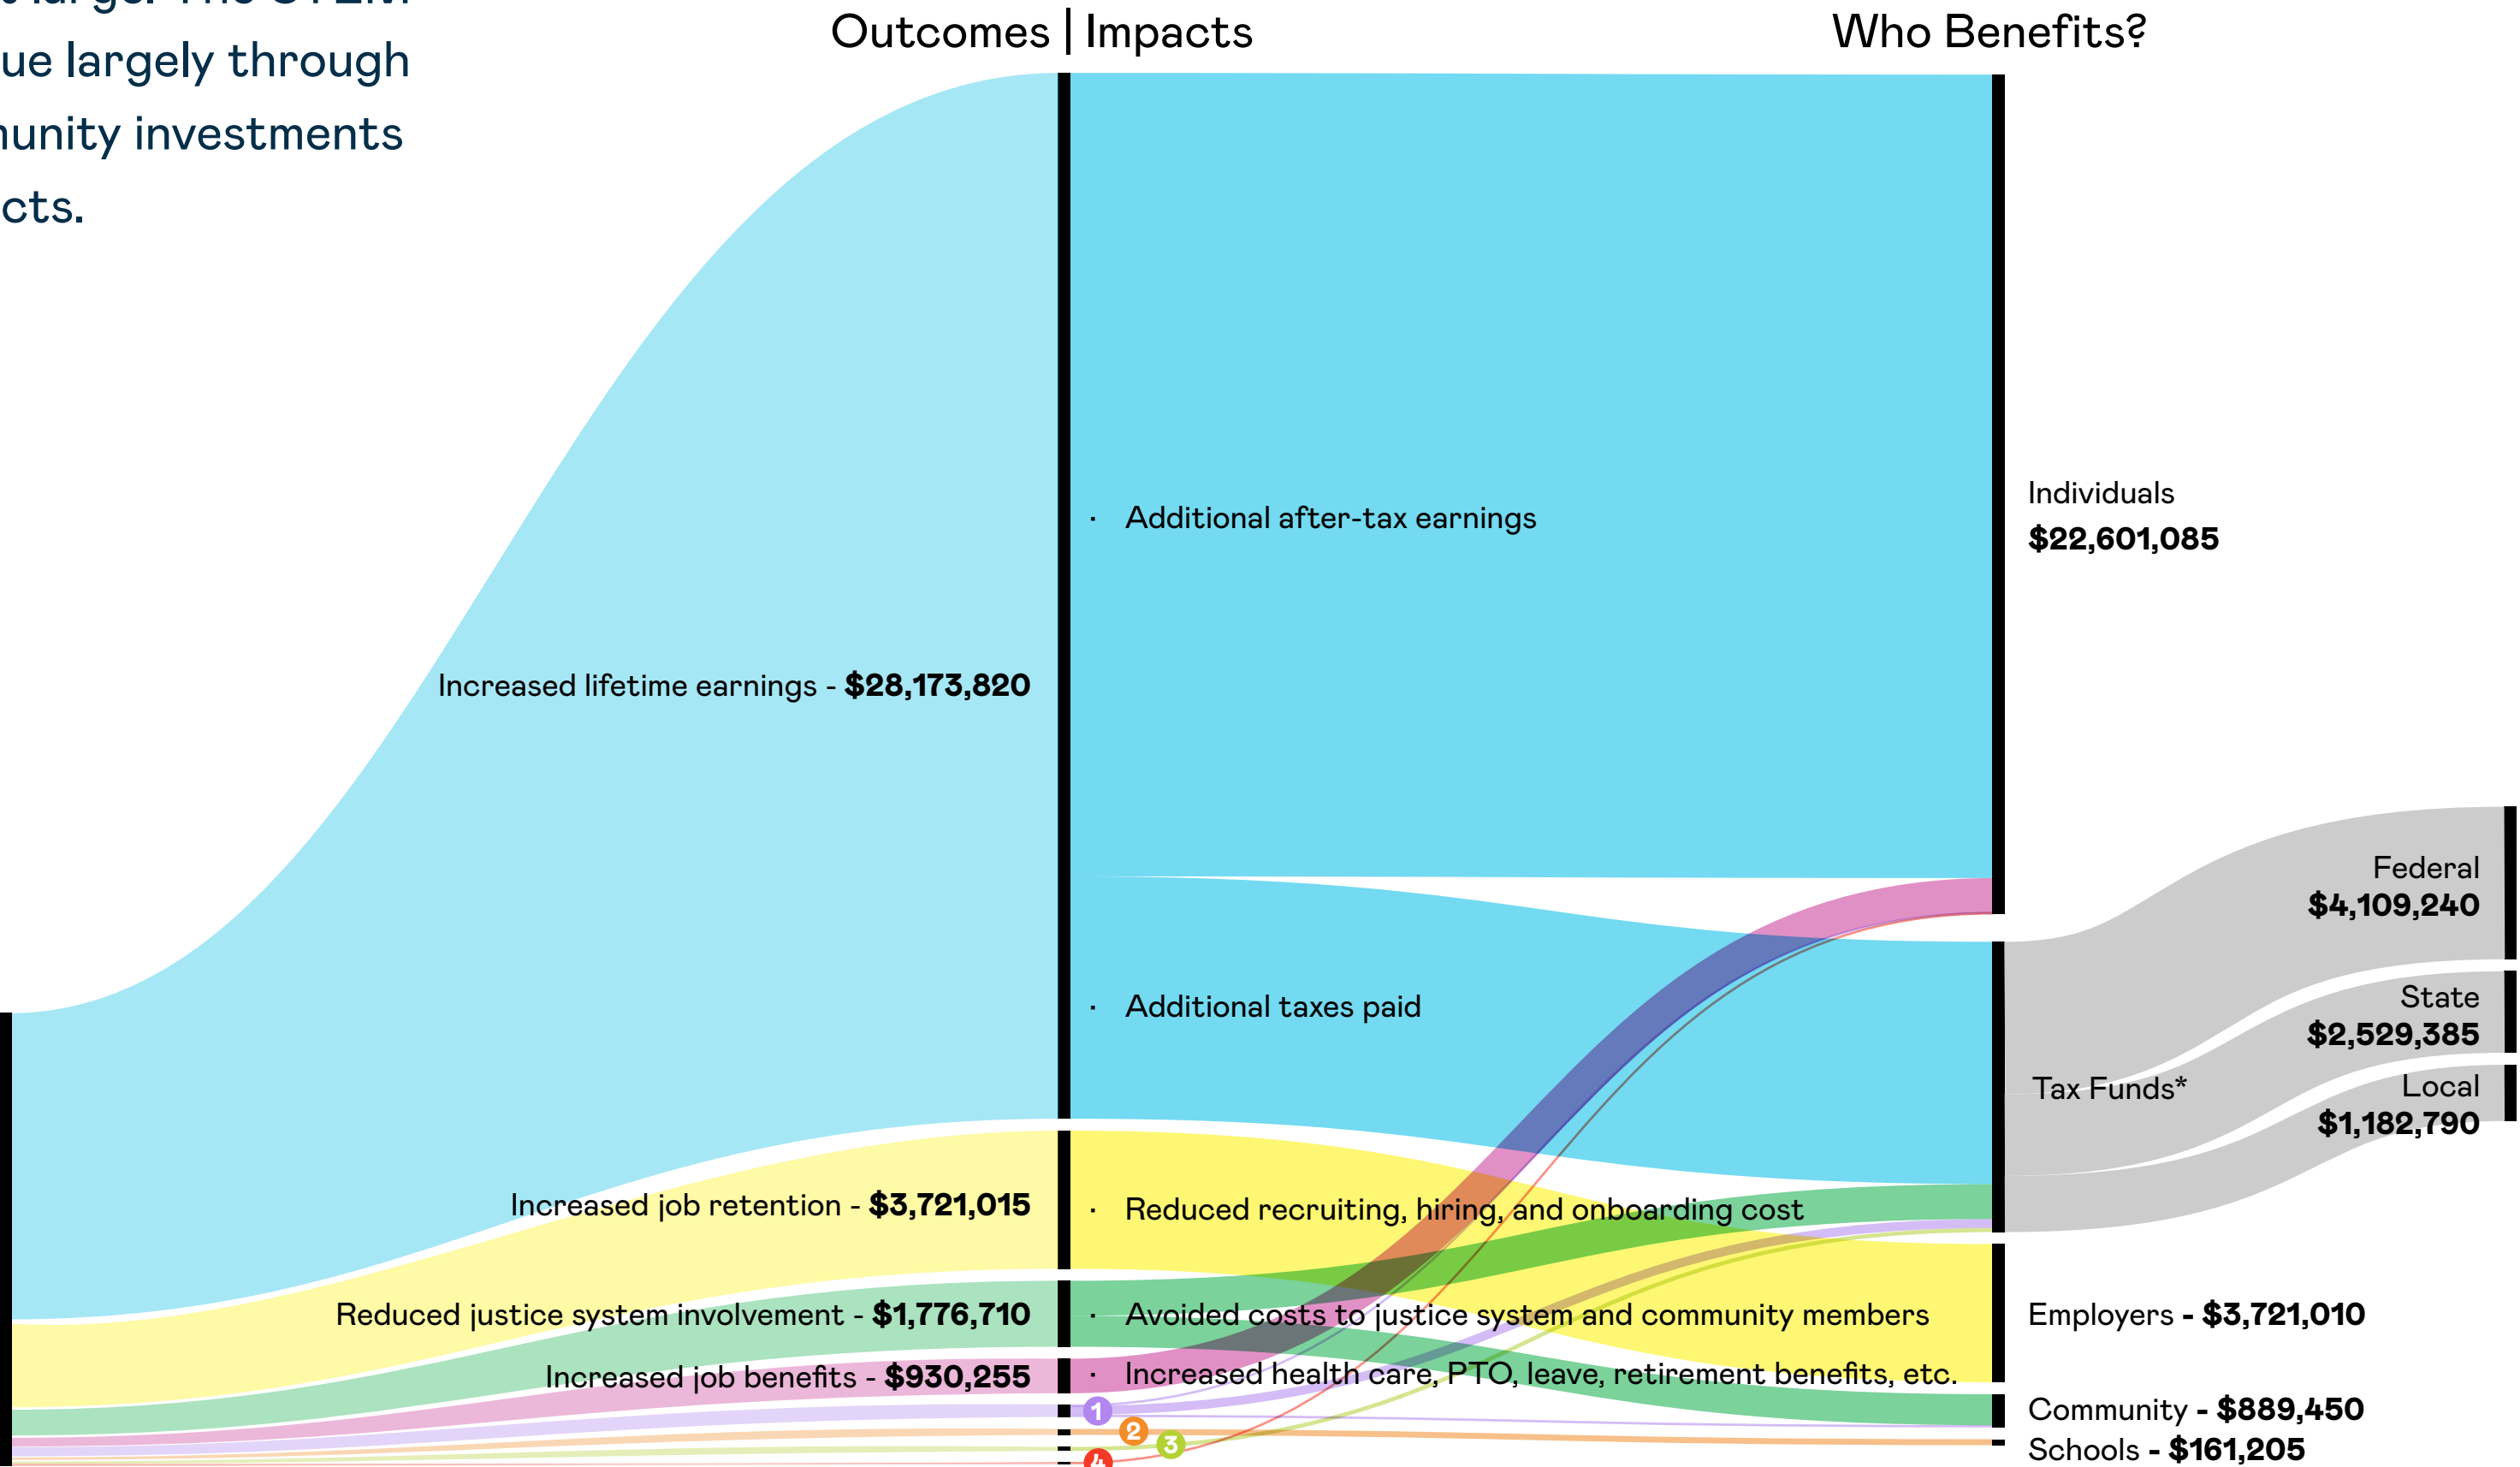 largely through
investments
Outcomes | Impacts
Who Benefits?
· Additional after-tax earnings
Individuals
$22,601,085
Increased lifetime earnings - $28,173,820
Federal
$4,109,240
State
$2,529,385
· Additional taxes paid
Tax Funds*
Local
$1,182,790
Increased job retention - $3,721,015
· Reduced recruiting, hiring, and onboarding cost
Reduced justice system involvement - $1,776,710
· Avoided costs to justice system and community members
Employers - $3,721,010
Increased job benefits - $930,255
· Increased health care, PTO, leave, retirement benefits, etc.
1
Community - $889,450
2
3
Schools - $161,205
4